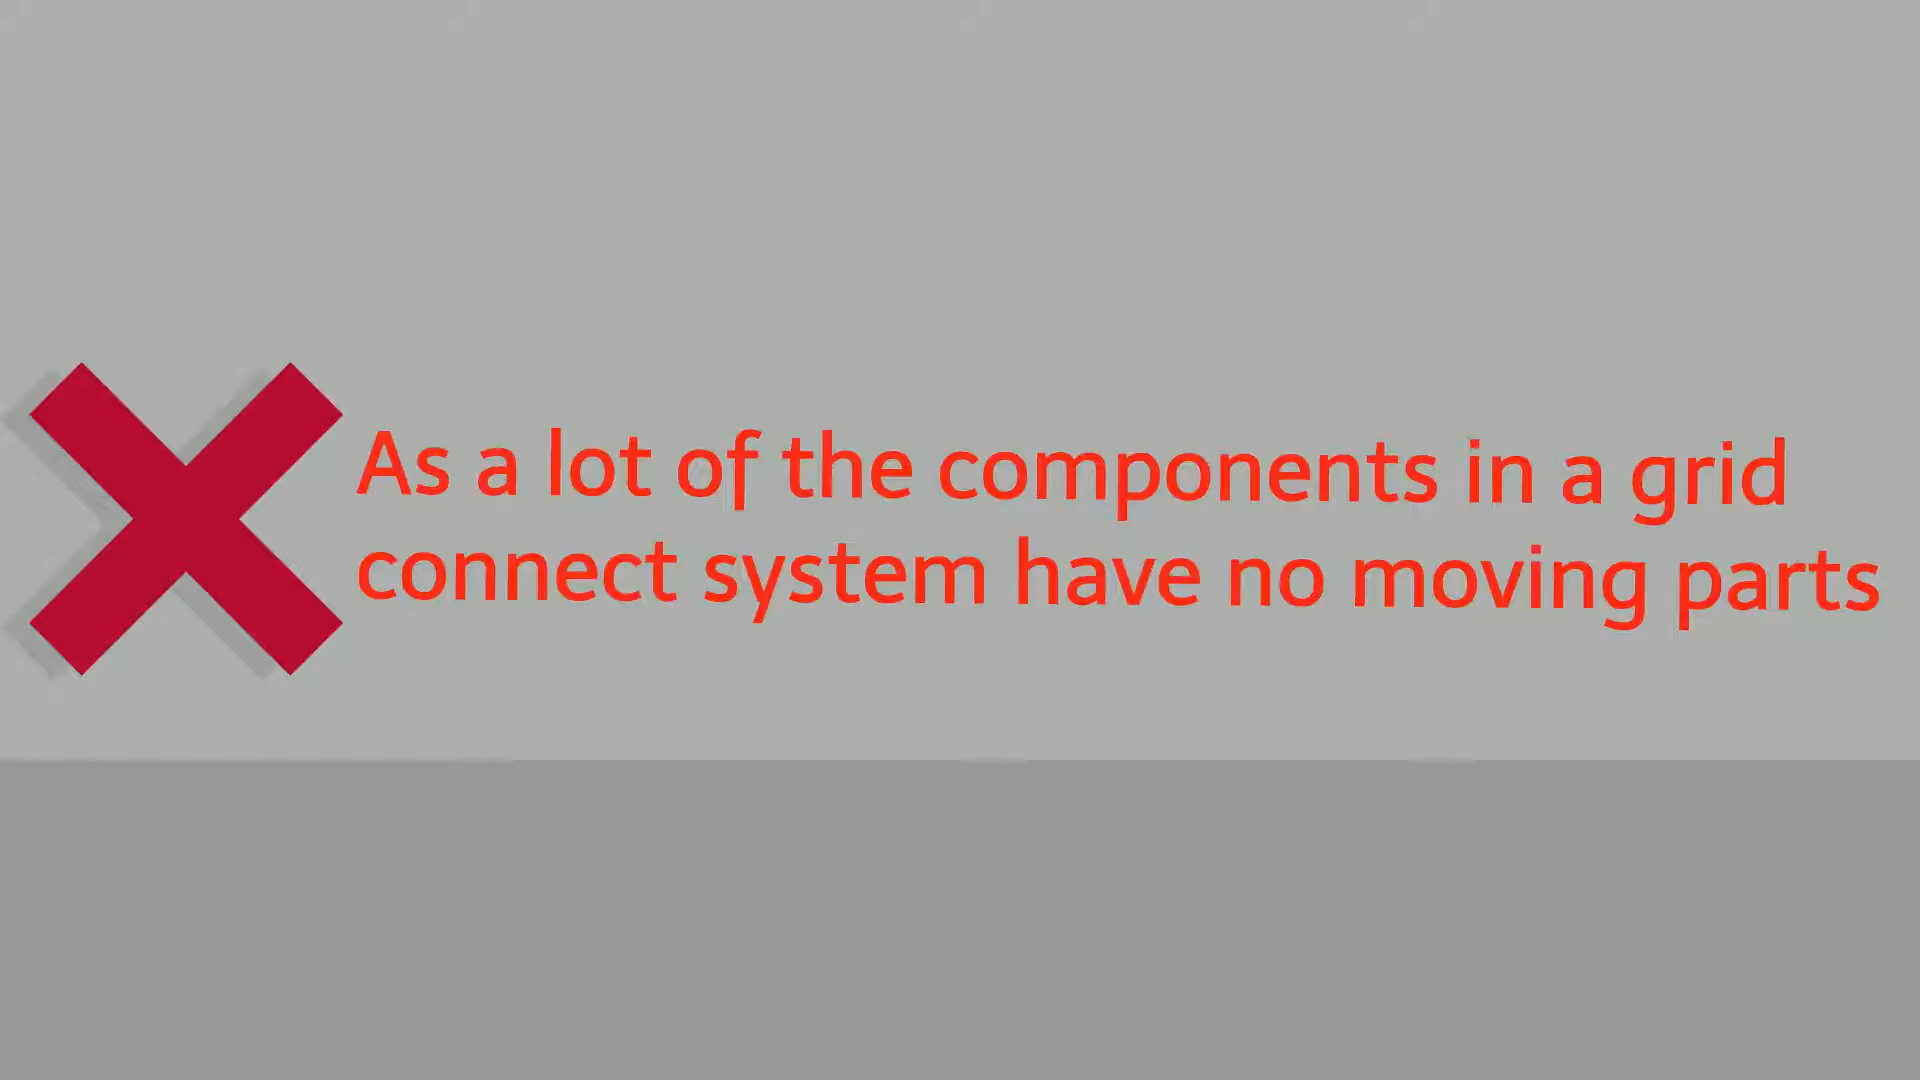 As a lot of the components in a grid
connect system have no moving parts